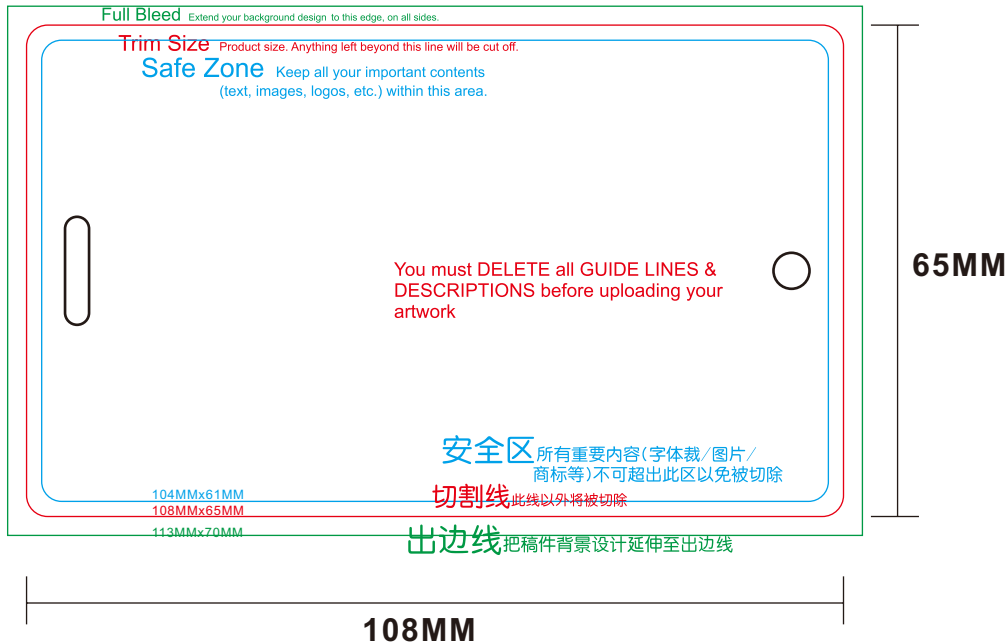 Full Bleed Extend your background design to this edge, on all sides.
Trim Size Product size. Anything left beyond this line will be cut off.
Safe Zone Keep all your important contents
(text, images, logos, etc.) within this area.
65MM
You must DELETE all GUIDE LINES &
DESCRIPTIONS before uploading your
artwork
安全区所有重要内容(字体裁/图片/
商标等)不可超出此区以免被切除
104MMx61MM
切割线此线以外将被切除
108MMx65MM
113MMx70MM
出边线把稿件背景设计延伸至出边线
108MM